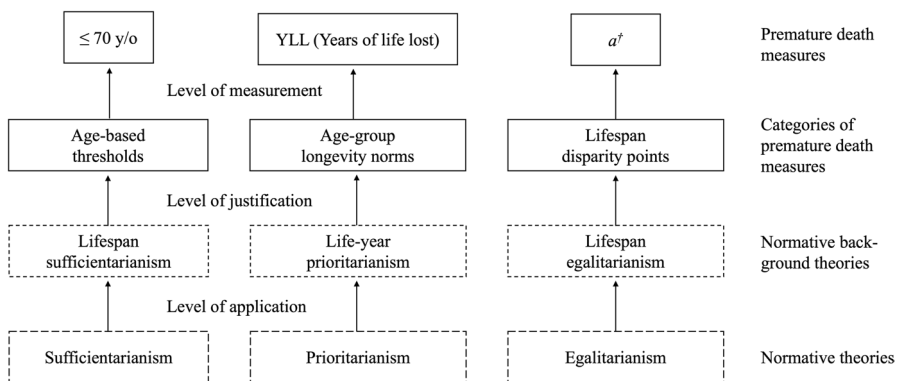 ≤ 70 y/o
YLL (Years of life lost)
a†
Premature death
measures
Level of measurement
Age-based
thresholds
Age-group
longevity norms
Lifespan
disparity points
Categories of
premature death
measures
Level of justification
Lifespan
sufficientarianism
Life-year
prioritarianism
Lifespan
egalitarianism
Normative back-
ground theories
Level of application
Sufficientarianism
Prioritarianism
Egalitarianism
Normative theories